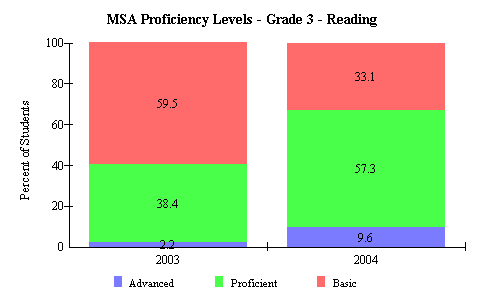 MSA Proficiency Levels - Grade 3 - Reading
Percent of Students
100
80
60
40
20
0
59.5
38.4
2.2
33.1
57.3
9.6
2003
2004
Advanced
Proficient
Basic